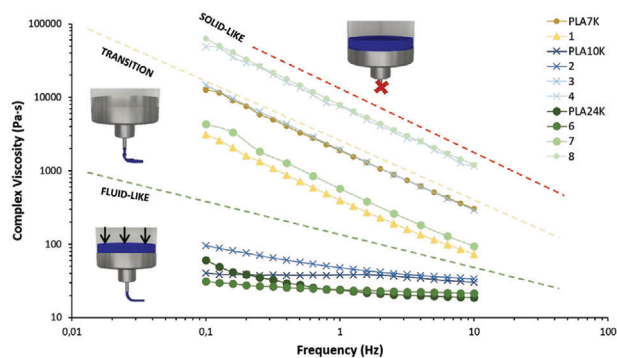 100000
10000
1000
100
10
0,01
0,1
1
10
100
Complex Viscosity (Pa·s)
Frequency (Hz)
SOLID-LIKE
TRANSITION
FLUID-LIKE
PLA7K
1
PLA10K
2
3
4
PLA24K
6
7
8